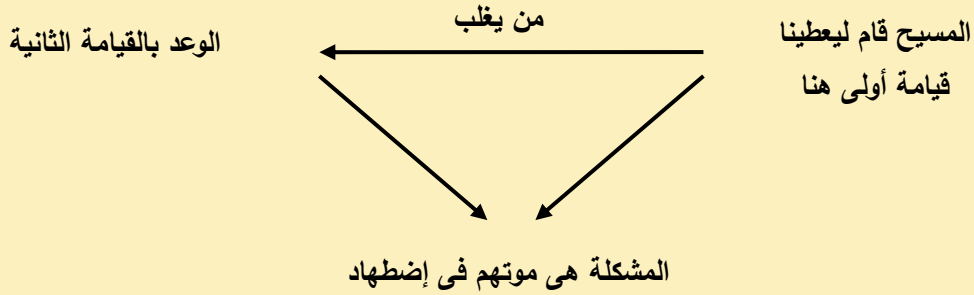 المسيح قام ليعطينا
قيامة أولى هنا
من يغلب
الوعد بالقيامة الثانية
المشكلة هى موتهم فى إضطهاد